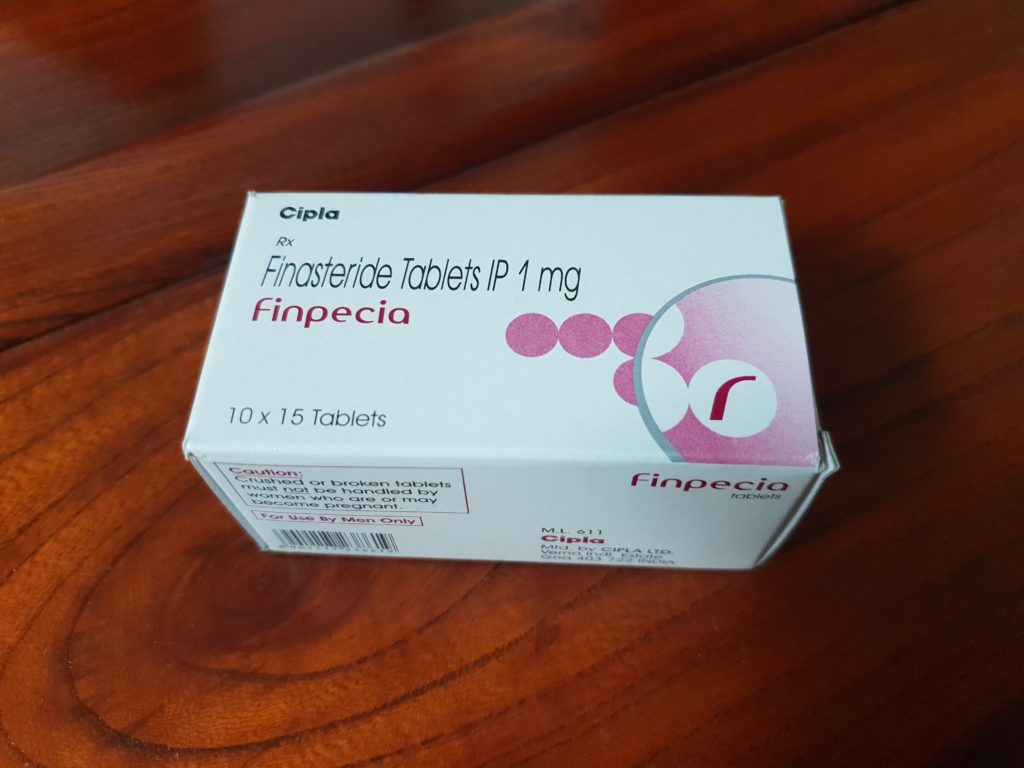 Cipla
Rx
Finasteride Tablets IP 1 mg
Finpecia
10 x 15 Tablets
Caution:
Crushed or broken tablets
must not be handled by
women who are or may
become pregnant.
For Use By Men Only
Finpecia
tablets
M.L. 611
Cipla
Mfd. by CIPLA LTD.
Verna Indl. Estate
Goa 403 722 INDIA